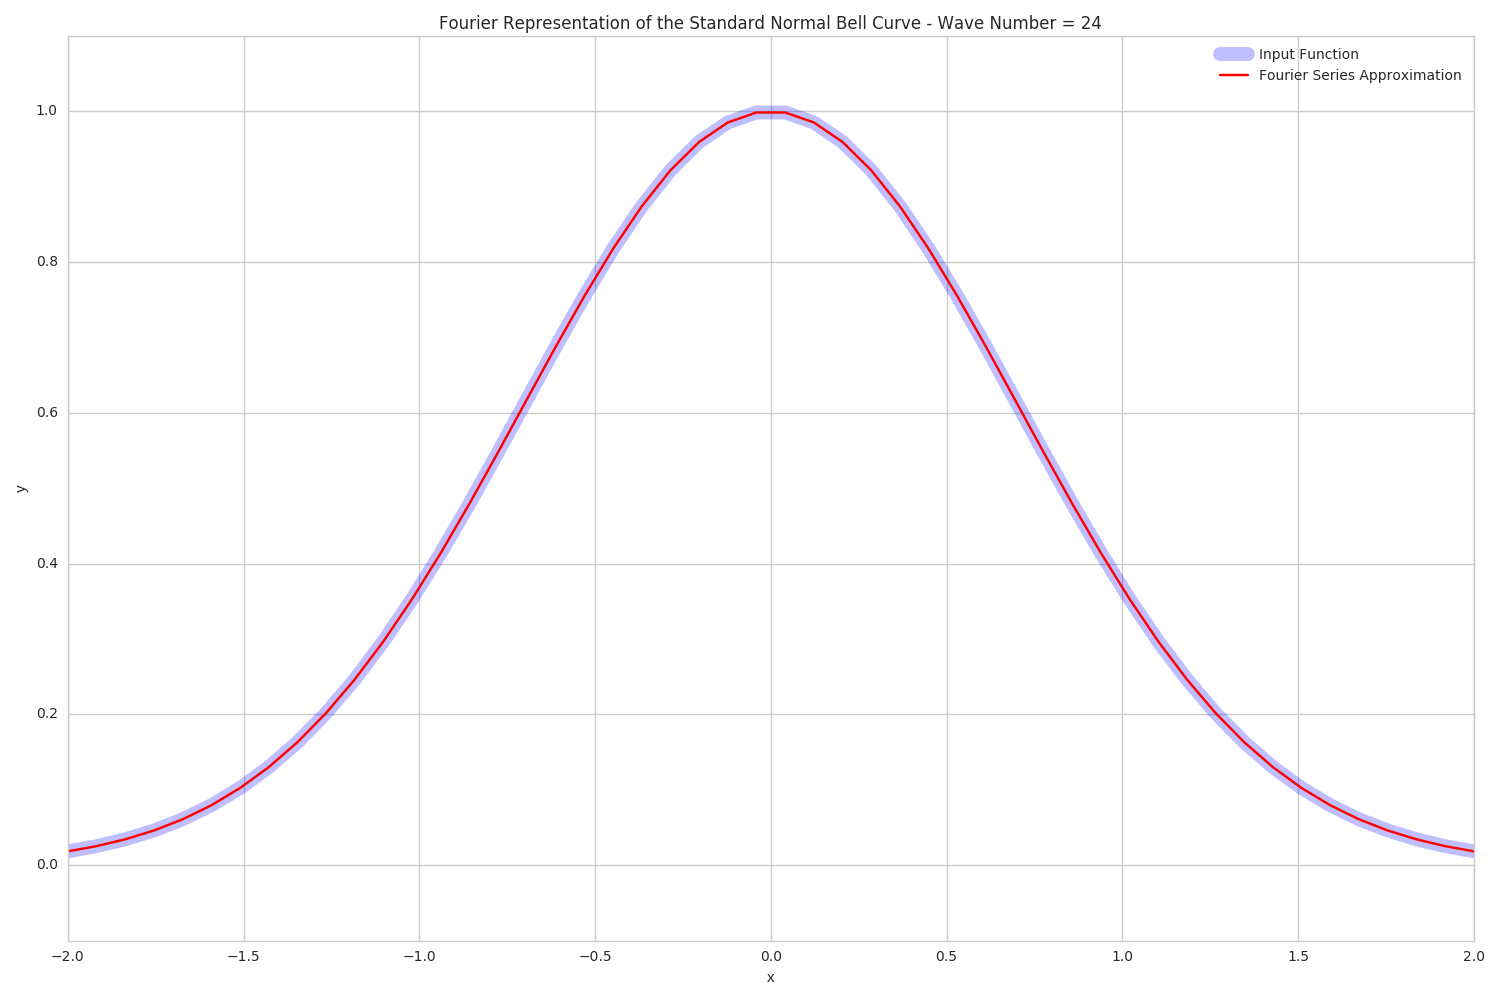 Fourier Representation of the Standard Normal Bell Curve - Wave Number = 24
Input Function
Fourier Series Approximation
1.0
0.8
0.6
0.4
0.2
0.0
y
−2.0 −1.5 −1.0 −0.5 0.0 0.5 1.0 1.5 2.0
x